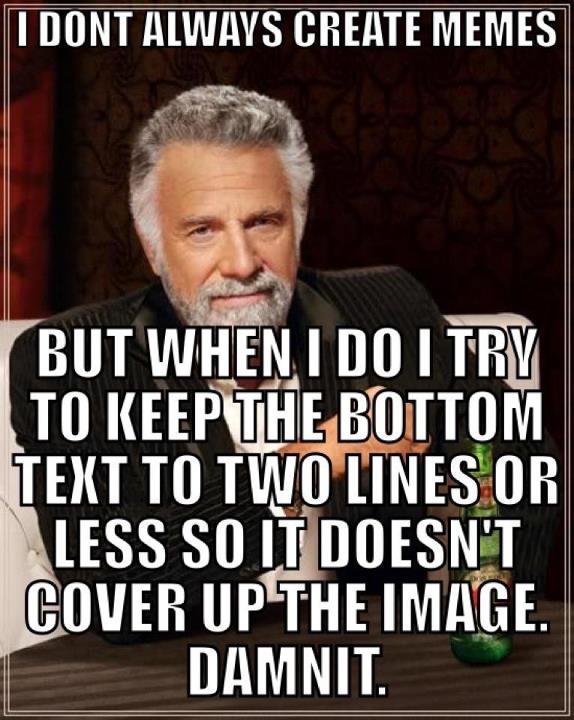 I DONT ALWAYS CREATE MEMES
BUT WHEN I DO I TRY
TO KEEP THE BOTTOM
TEXT TO TWO LINES OR
LESS SO IT DOESN'T
COVER UP THE IMAGE.
DAMNIT.